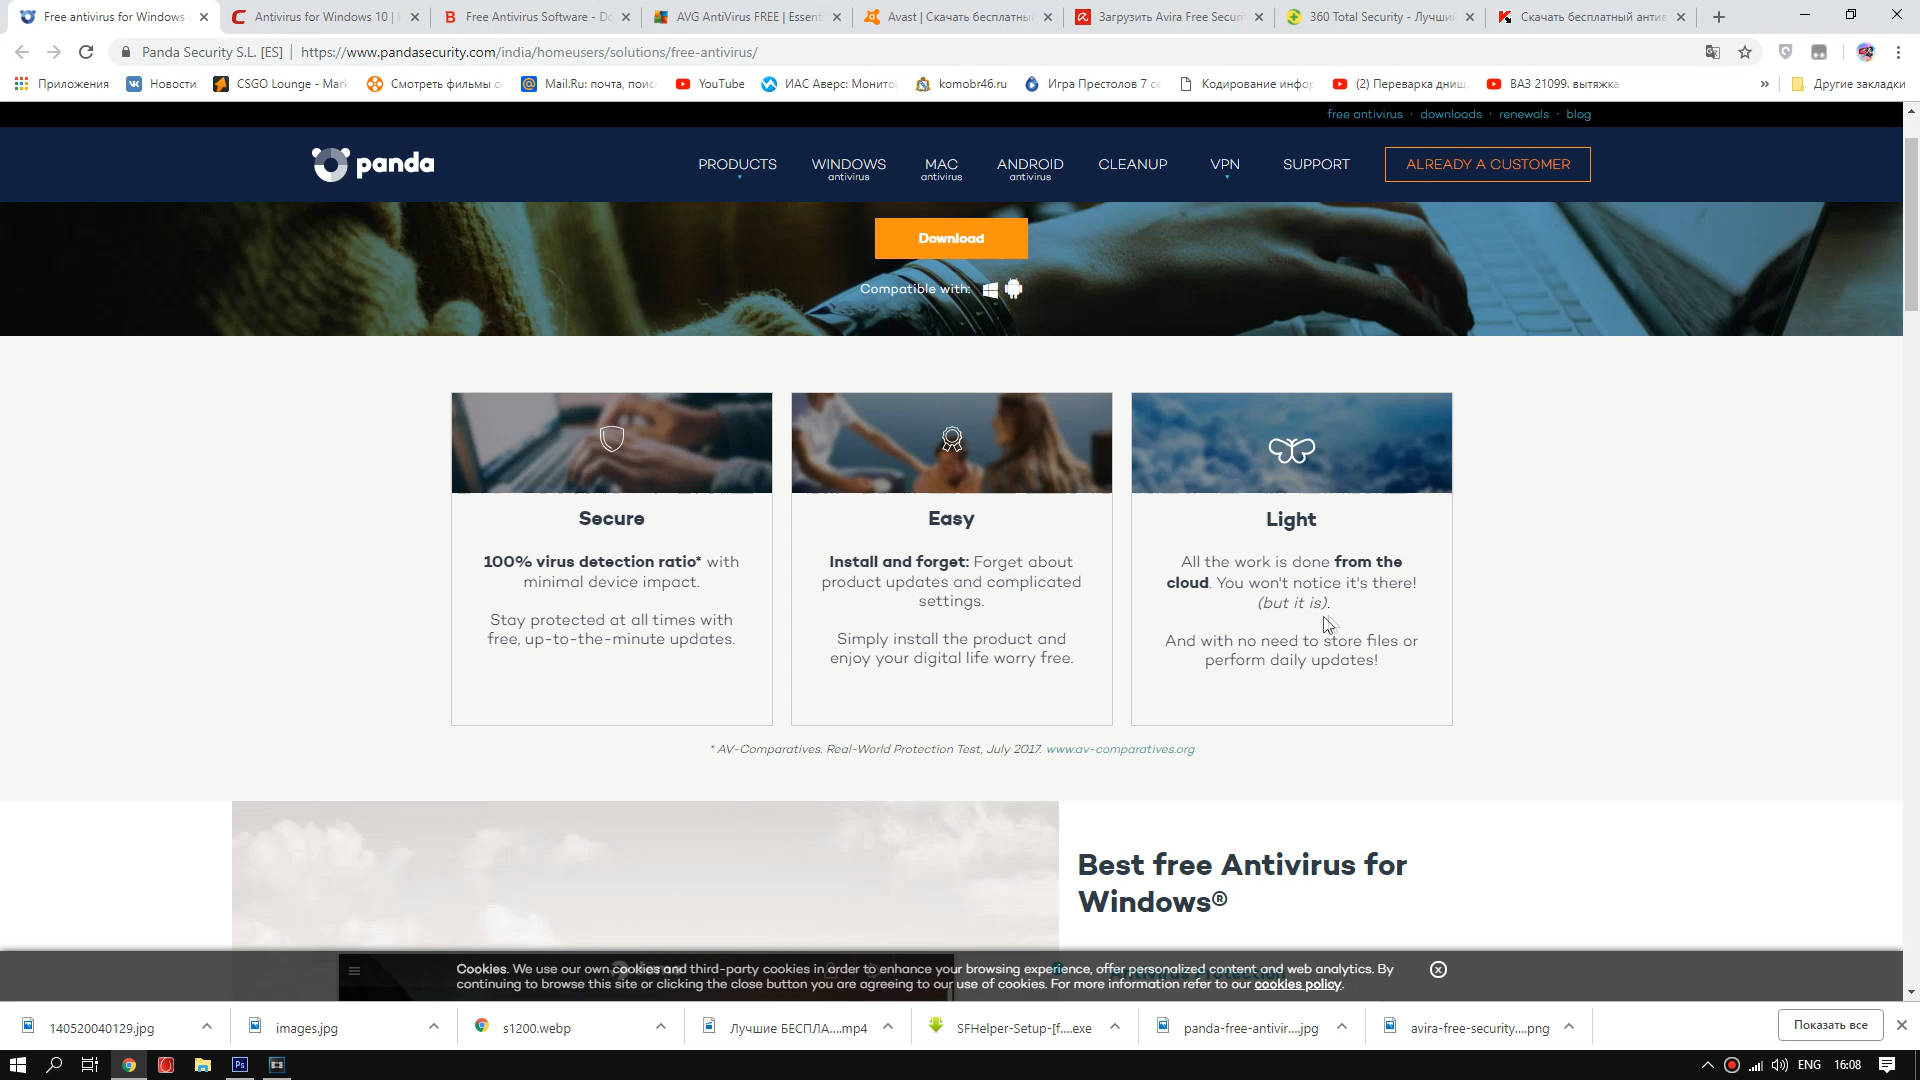 Free antivirus for Windows
Antivirus for Windows 10 |
Free Antivirus Software - Do
AVG AntiVirus FREE | Essent
Avast | Скачать бесплатны
Загрузить Avira Free Securi
360 Total Security - Лучший
Скачать бесплатный антив
Panda Security S.L. [ES] | https://www.pandasecurity.com/india/homeusers/solutions/free-antivirus/
Приложения
Новости
CSGO Lounge - Mark
Смотреть фильмы о
Mail.Ru: почта, поис
YouTube
ИАС Аверс: Монито
komobr46.ru
Игра Престолов 7 се
Кодирование инфор
(2) Переварка днищ
ВАЗ 21099. вытяжка
»
Другие закладки
free antivirus · downloads · renewals · blog
panda
PRODUCTS
WINDOWS
antivirus
MAC
antivirus
ANDROID
antivirus
CLEANUP
VPN
SUPPORT
ALREADY A CUSTOMER
Download
Compatible with:
Secure
100% virus detection ratio* with
minimal device impact.
Stay protected at all times with
free, up-to-the-minute updates.
Easy
Install and forget: Forget about
product updates and complicated
settings.
Simply install the product and
enjoy your digital life worry free.
Light
All the work is done from the
cloud. You won't notice it's there!
(but it is).
And with no need to store files or
perform daily updates!
* AV-Comparatives. Real-World Protection Test, July 2017. www.av-comparatives.org
Best free Antivirus for
Windows®
Cookies. We use our own cookies and third-party cookies in order to enhance your browsing experience, offer personalized content and web analytics. By
continuing to browse this site or clicking the close button you are agreeing to our use of cookies. For more information refer to our cookies policy.
140520040129.jpg
images.jpg
s1200.webp
Лучшие БЕСПЛА....mp4
SFHelper-Setup-[f....exe
panda-free-antivir....jpg
avira-free-security....png
Показать все
Ps
ENG
16:08